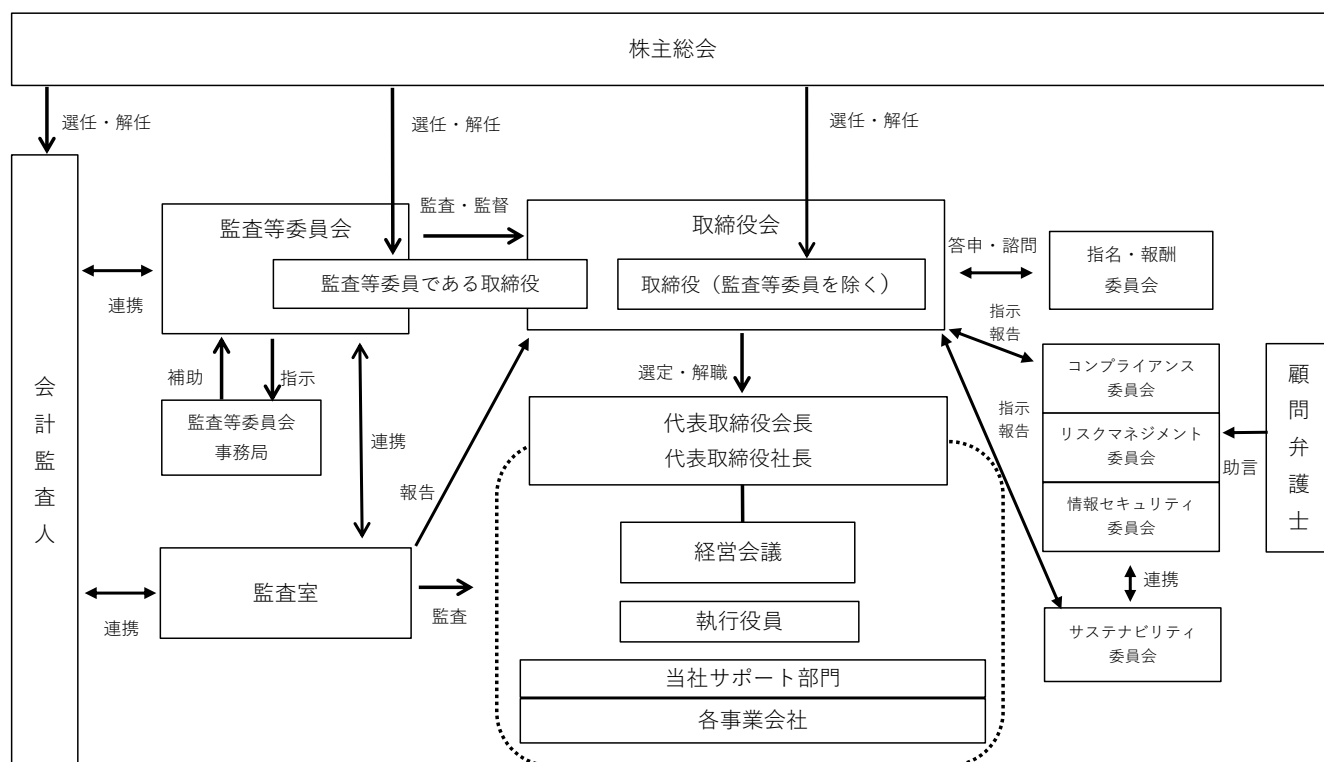 株主総会
選任・解任
選任・解任
選任・解任
監査等委員会
監査・監督
取締役会
監査等委員である取締役
取締役（監査等委員を除く）
答申・諮問
指名・報酬
委員会
連携
指示
報告
補助
指示
選定・解職
コンプライアンス
委員会
リスクマネジメント
委員会
情報セキュリティ
委員会
顧問弁護士
助言
監査等委員会
事務局
連携
報告
代表取締役会長
代表取締役社長
指示
報告
会計監査人
経営会議
監査室
監査
連携
執行役員
連携
サステナビリティ
委員会
当社サポート部門
各事業会社